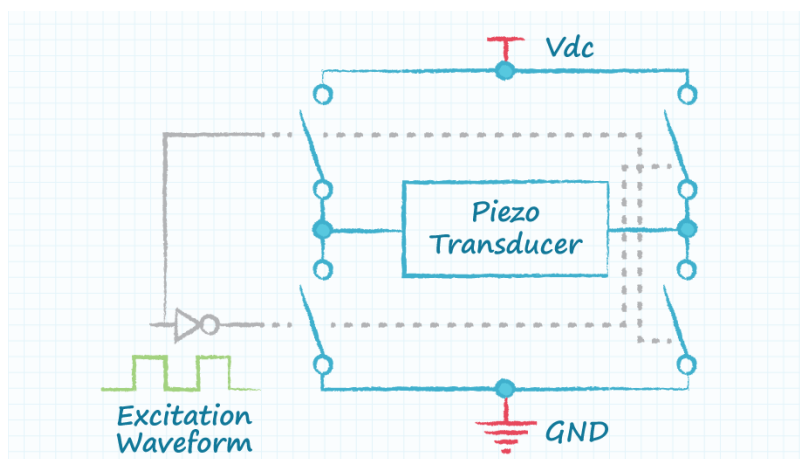 Vdc
Piezo
Transducer
Excitation
Waveform
GND